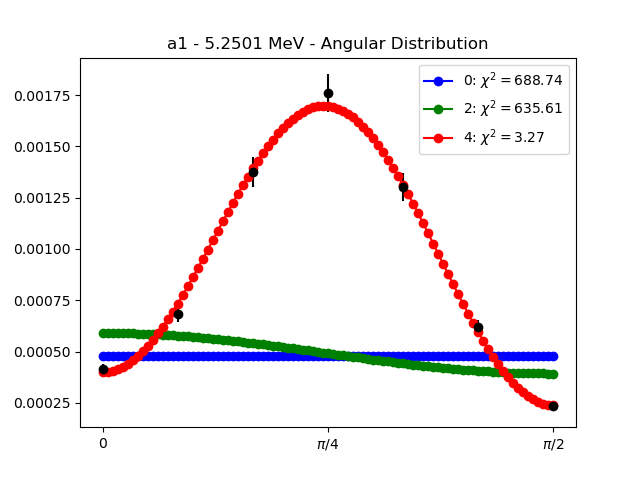 a1 - 5.2501 MeV - Angular Distribution
0: χ² = 688.74
2: χ² = 635.61
4: χ² = 3.27
0.00175
0.00150
0.00125
0.00100
0.00075
0.00050
0.00025
0 π/4 π/2